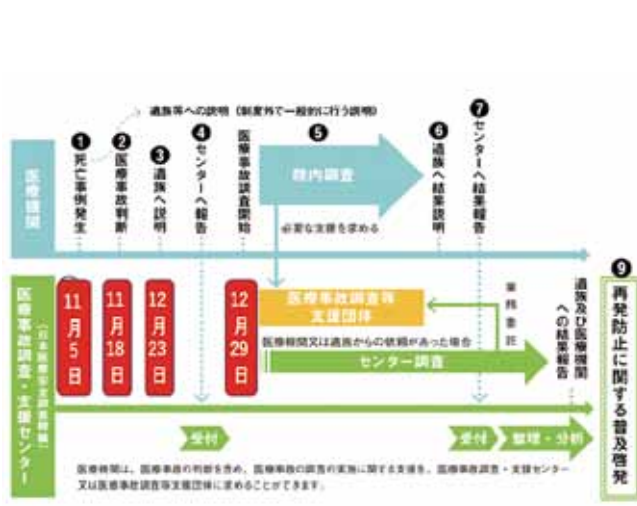 遺族等への説明(制度外で一般的に行う説明)
❶死亡事例発生
❷医療事故判断
❸遺族へ説明
❹センターへ報告
医療事故調査開始
❺
院内調査
❻遺族へ結果説明
❼センターへ結果報告
医療機関
必要な支援を求める
❾再発防止に関する普及啓発
医療事故調査・支援センター
11月5日
11月18日
12月23日
12月29日
医療事故調査等
支援団体
業務委託
医療機関又は遺族からの依頼があった場合
センター調査
遺族及び医療機関
への結果報告
受付
受付
整理・分析
医療機関は、医療事故の判断を含め、医療事故の調査の実施に関する支援を、医療事故調査・支援センター
又は医療事故調査等支援団体に求めることができます。